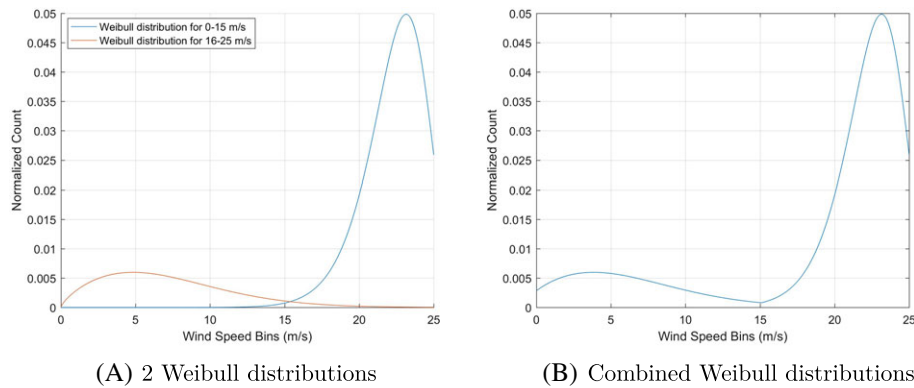 Weibull distribution for 0-15 m/s
Weibull distribution for 16-25 m/s
0.05
0.045
0.04
0.035
0.03
0.025
0.02
0.015
0.01
0.005
0
Normalized Count
0 5 10 15 20 25
Wind Speed Bins (m/s)
(A) 2 Weibull distributions
0.05
0.045
0.04
0.035
0.03
0.025
0.02
0.015
0.01
0.005
0
Normalized Count
0 5 10 15 20 25
Wind Speed Bins (m/s)
(B) Combined Weibull distributions